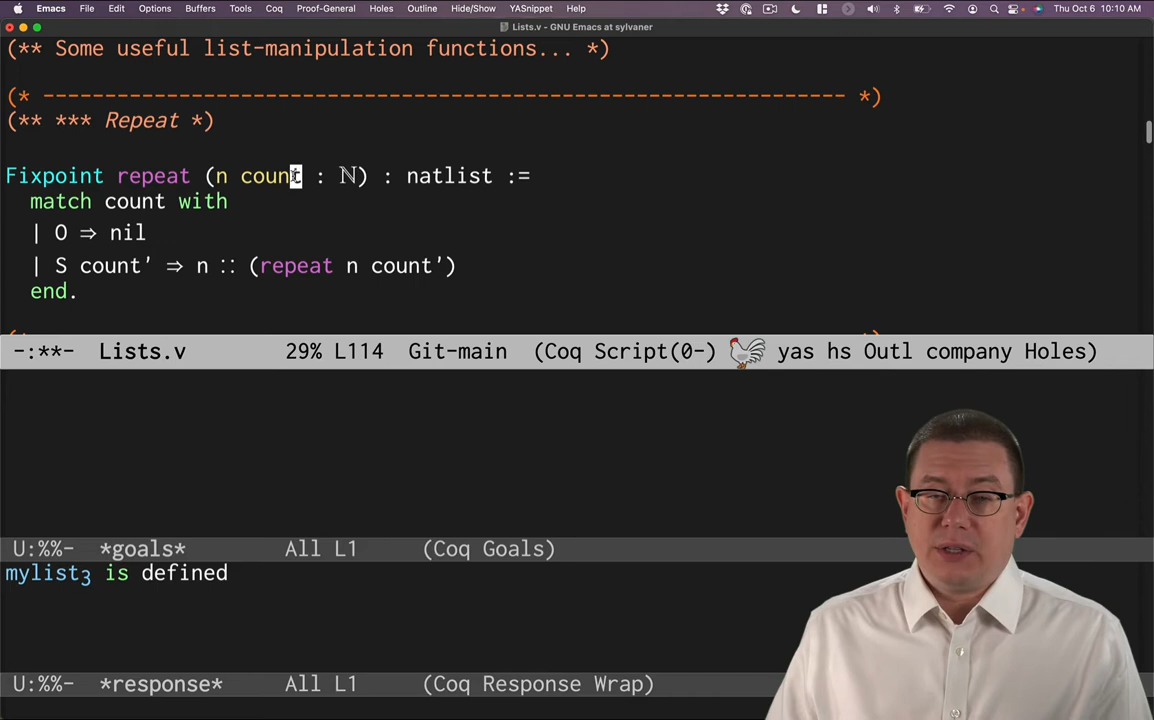 Emacs File Edit Options Buffers Tools Coq Proof-General Holes Outline Hide/Show YASnippet Help Thu Oct 6 10:10 AM
Lists.v - GNU Emacs at sylvaner
(** Some useful list-manipulation functions... *)
(* ----------------------------------------------------------------- *)
(** *** Repeat *)
Fixpoint repeat (n count : ℕ) : natlist :=
match count with
| O ⇒ nil
| S count' ⇒ n :: (repeat n count')
end.
-:**- Lists.v 29% L114 Git-main (Coq Script(0-) yas hs Outl company Holes)
U:%%- *goals* All L1 (Coq Goals)
mylist₃ is defined
U:%%- *response* All L1 (Coq Response Wrap)